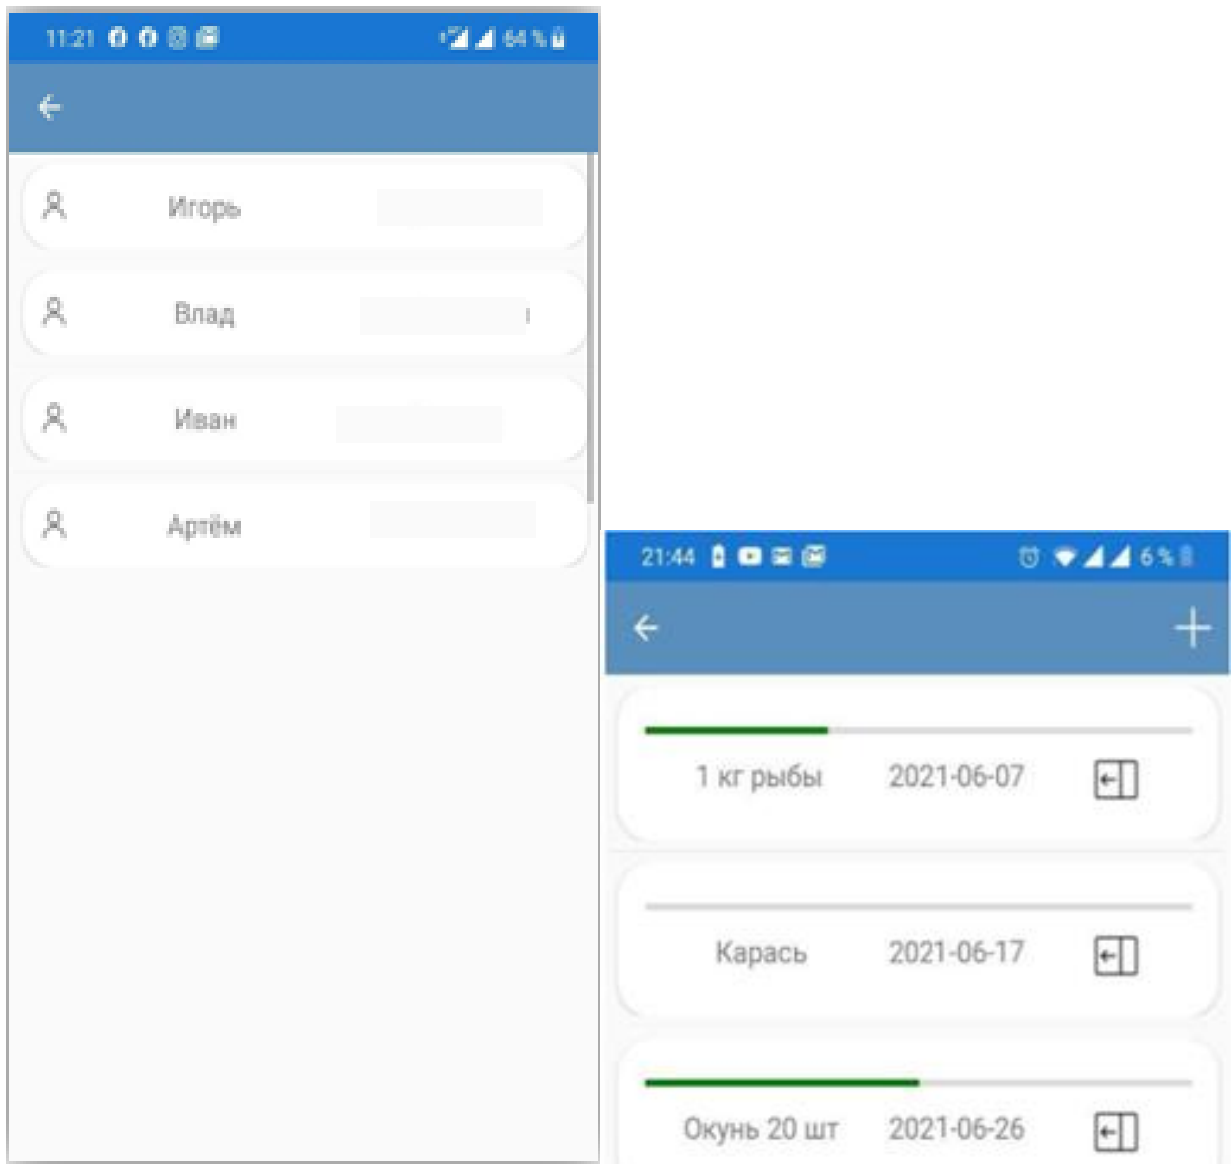 11:21 64 %
Игорь
Влад
Иван
Артём
21:44 6 %
1 кг рыбы 2021-06-07
Карась 2021-06-17
Окунь 20 шт 2021-06-26